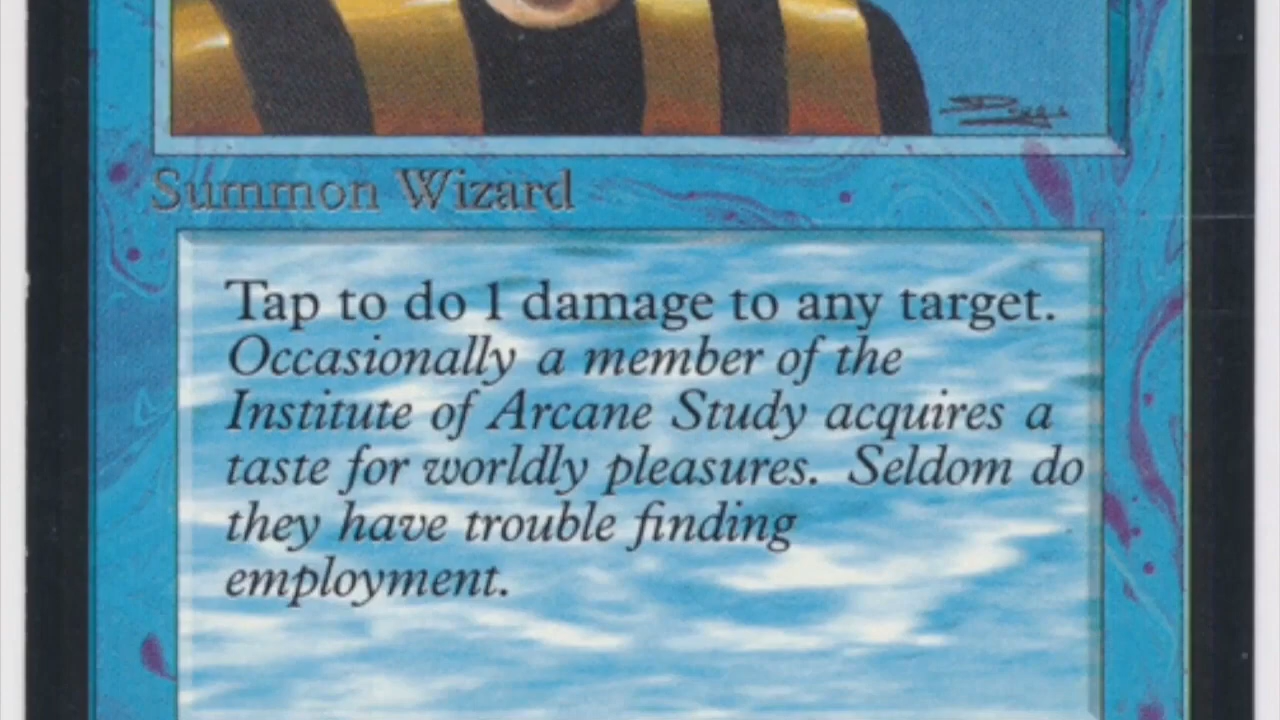 Summon Wizard
Tap to do 1 damage to any target.
Occasionally a member of the
Institute of Arcane Study acquires a
taste for worldly pleasures. Seldom do
they have trouble finding
employment.